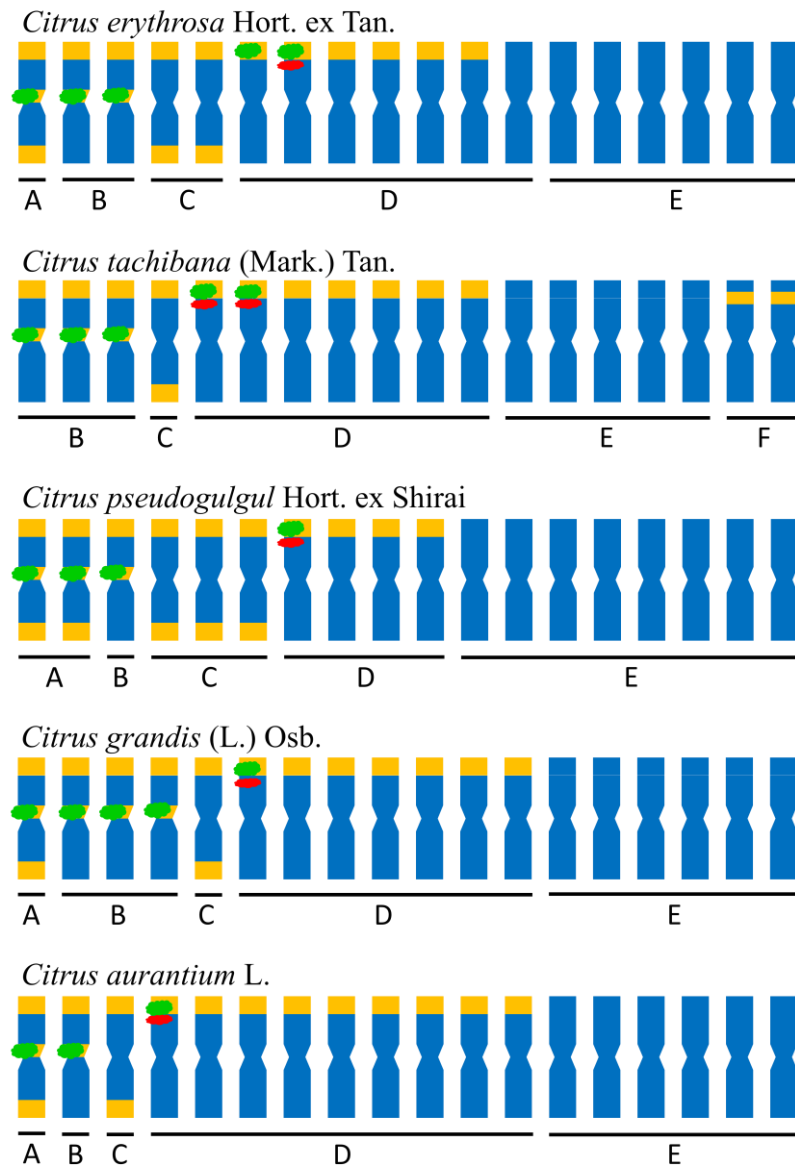 Citrus erythrosa Hort. ex Tan.
A B C D E
Citrus tachibana (Mark.) Tan.
B C D E F
Citrus pseudogulgul Hort. ex Shirai
A B C D E
Citrus grandis (L.) Osb.
A B C D E
Citrus aurantium L.
A B C D E